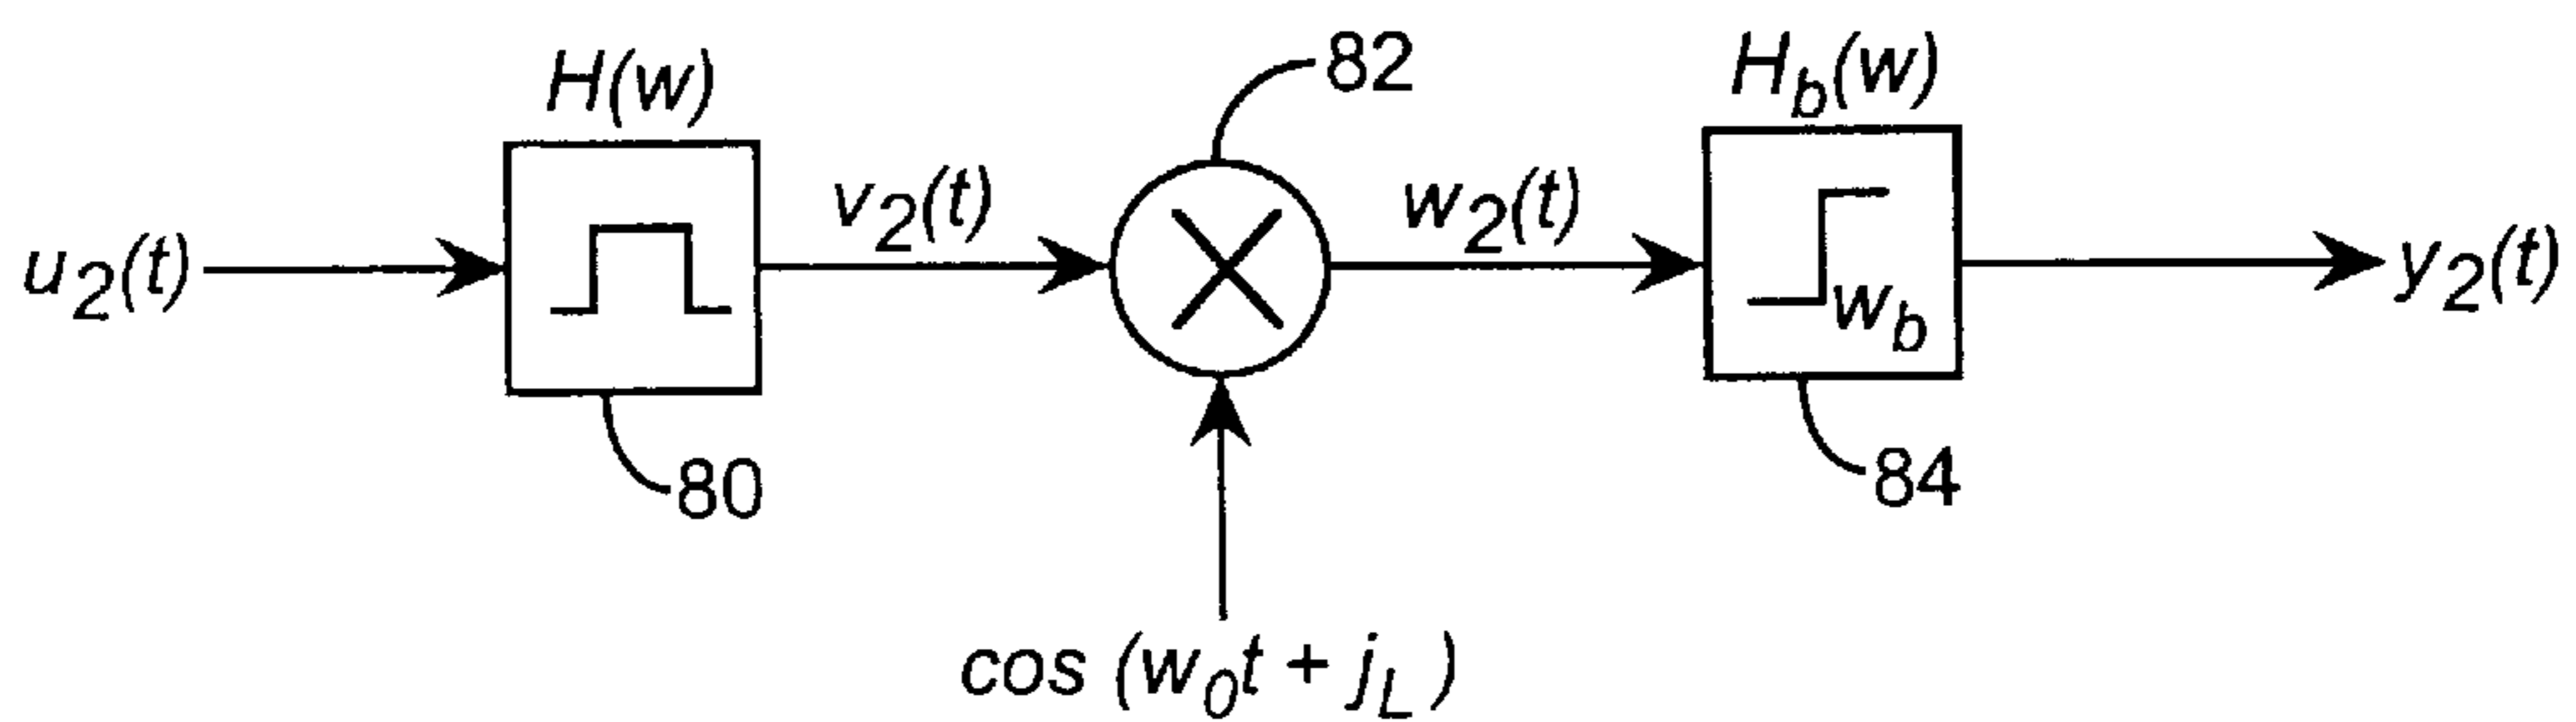 82
H(w)
H_b(w)
v_2(t)
w_2(t)
u_2(t)
y_2(t)
w_b
80
84
cos (w_0t + j_L )